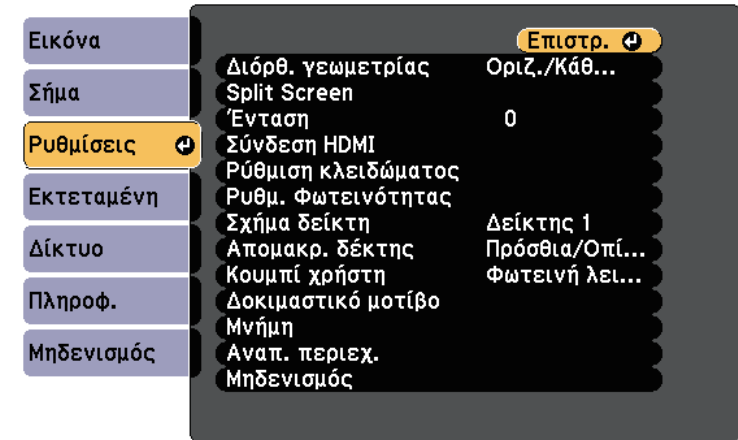 Εικόνα
Σήμα
Ρυθμίσεις
Εκτεταμένη
Δίκτυο
Πληροφ.
Μηδενισμός
Επιστρ.
Διόρθ. γεωμετρίας Οριζ./Κάθ...
Split Screen
Ένταση 0
Σύνδεση HDMI
Ρύθμιση κλειδώματος
Ρυθμ. Φωτεινότητας
Σχήμα δείκτη Δείκτης 1
Απομακρ. δέκτης Πρόσθια/Οπί...
Κουμπί χρήστη Φωτεινή λει...
Δοκιμαστικό μοτίβο
Μνήμη
Αναπ. περιεχ.
Μηδενισμός